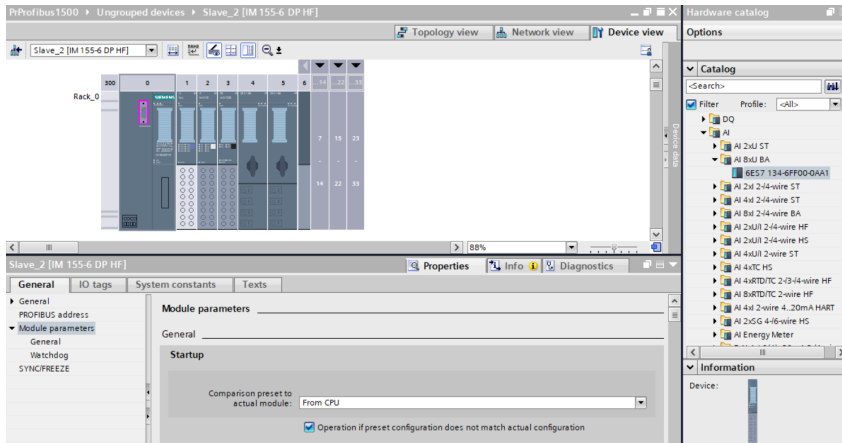 PrProfibus1500 ▸ Ungrouped devices ▸ Slave_2 [IM 155-6 DP HF]
Topology view Network view Device view
Slave_2 [IM 155-6 DP HF]
300 0 1 2 3 4 5 6 ...14 ...22 ...33
Rack_0
SIEMENS
7 15 23
- - -
14 22 33
Device data
88%
Slave_2 [IM 155-6 DP HF]
Properties Info Diagnostics
General IO tags System constants Texts
General
PROFIBUS address
Module parameters
General
Watchdog
SYNC/FREEZE
Module parameters
General
Startup
Comparison preset to
actual module: From CPU
Operation if preset configuration does not match actual configuration
Hardware catalog
Options
Catalog
<Search>
Filter Profile: <All>
DQ
AI
AI 2xU ST
AI 8xU BA
6ES7 134-6FF00-0AA1
AI 2xI 2-/4-wire ST
AI 4xI 2-/4-wire ST
AI 8xI 2-/4-wire BA
AI 2xU/I 2-/4-wire HF
AI 2xU/I 2-/4-wire HS
AI 4xU/I 2-wire ST
AI 4xTC HS
AI 4xRTD/TC 2-/3-/4-wire HF
AI 8xRTD/TC 2-wire HF
AI 4xI 2-wire 4..20mA HART
AI 2xSG 4-/6-wire HS
AI Energy Meter
Information
Device: